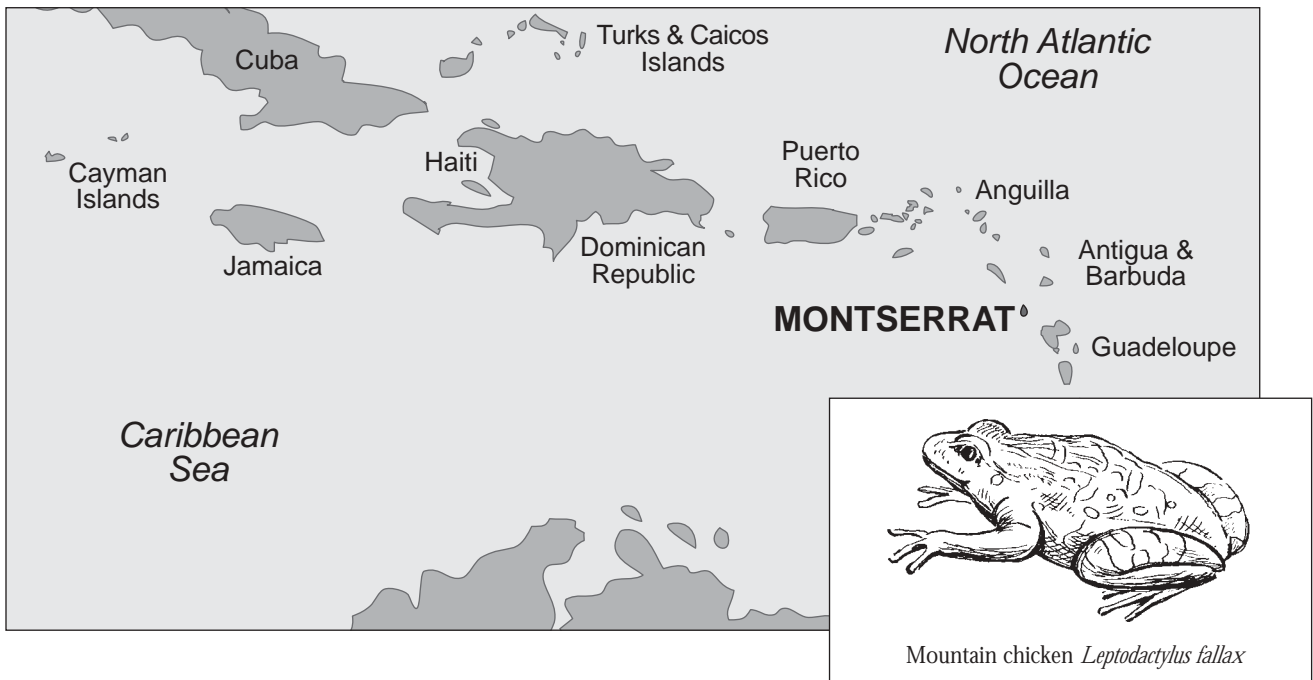 Cuba
Turks & Caicos
Islands
North Atlantic
Ocean
Cayman
Islands
Haiti
Puerto
Rico
Anguilla
Jamaica
Dominican
Republic
Antigua &
Barbuda
MONTSERRAT
Guadeloupe
Caribbean
Sea
Mountain chicken Leptodactylus fallax